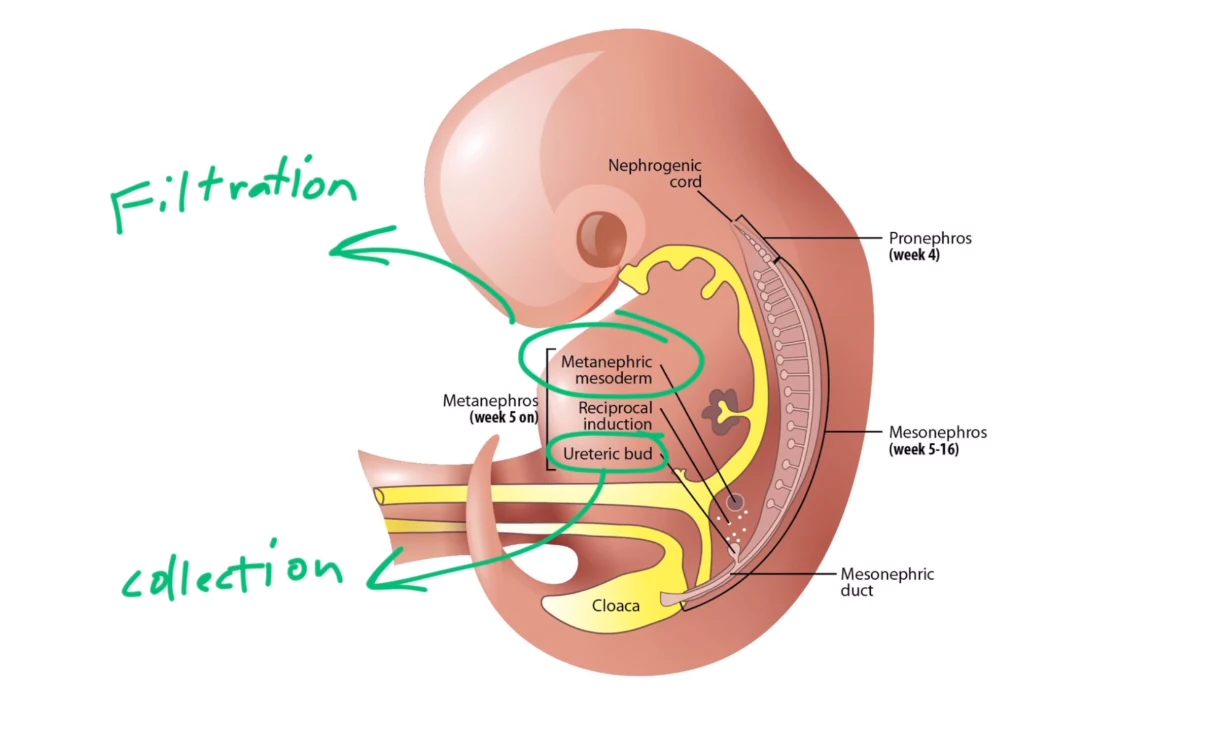 Nephrogenic
cord
Filtration
Pronephros
(week 4)
Metanephric
mesoderm
Metanephros
(week 5 on)
Reciprocal
induction
Ureteric bud
Mesonephros
(week 5-16)
collection
Mesonephric
duct
Cloaca